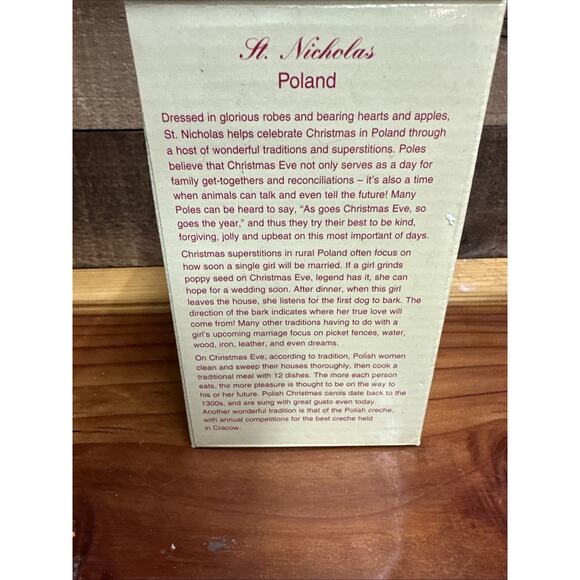 St. Nicholas
Poland
Dressed in glorious robes and bearing hearts and apples,
St. Nicholas helps celebrate Christmas in Poland through
a host of wonderful traditions and superstitions. Poles
believe that Christmas Eve not only serves as a day for
family get-togethers and reconciliations – it's also a time
when animals can talk and even tell the future! Many
Poles can be heard to say, "As goes Christmas Eve, so
goes the year," and thus they try their best to be kind,
forgiving, jolly and upbeat on this most important of days.
Christmas superstitions in rural Poland often focus on
how soon a single girl will be married. If a girl grinds
poppy seed on Christmas Eve, legend has it, she can
hope for a wedding soon. After dinner, when this girl
leaves the house, she listens for the first dog to bark. The
direction of the bark indicates where her true love will
come from! Many other traditions having to do with a
girl's upcoming marriage focus on picket fences, water,
wood, iron, leather, and even dreams.
On Christmas Eve, according to tradition, Polish women
clean and sweep their houses thoroughly, then cook a
traditional meal with 12 dishes. The more each person
eats, the more pleasure is thought to be on the way to
his or her future. Polish Christmas carols date back to the
1300s, and are sung with great gusto even today.
Another wonderful tradition is that of the Polish creche,
with annual competitions for the best creche held
in Cracow.